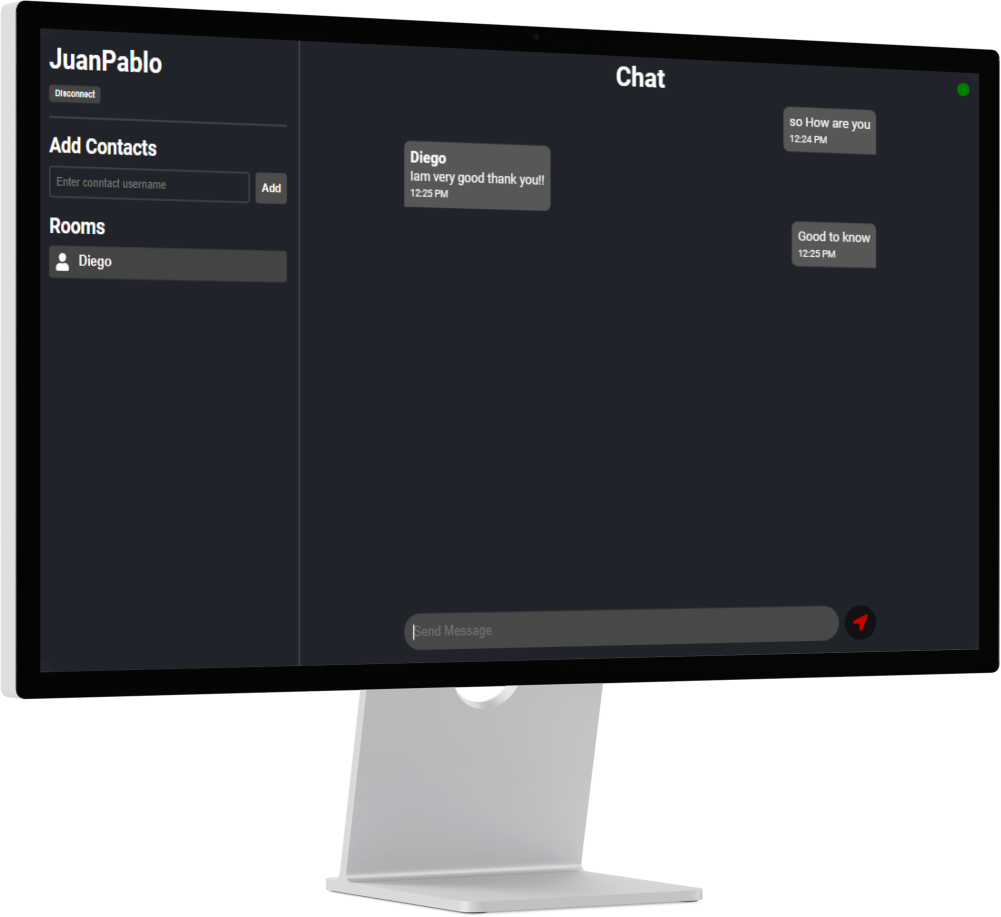 JuanPablo
Disconnect
Add Contacts
Enter conntact username
Add
Rooms
Diego
Chat
so How are you
12:24 PM
Diego
Iam very good thank you!!
12:25 PM
Good to know
12:25 PM
Send Message